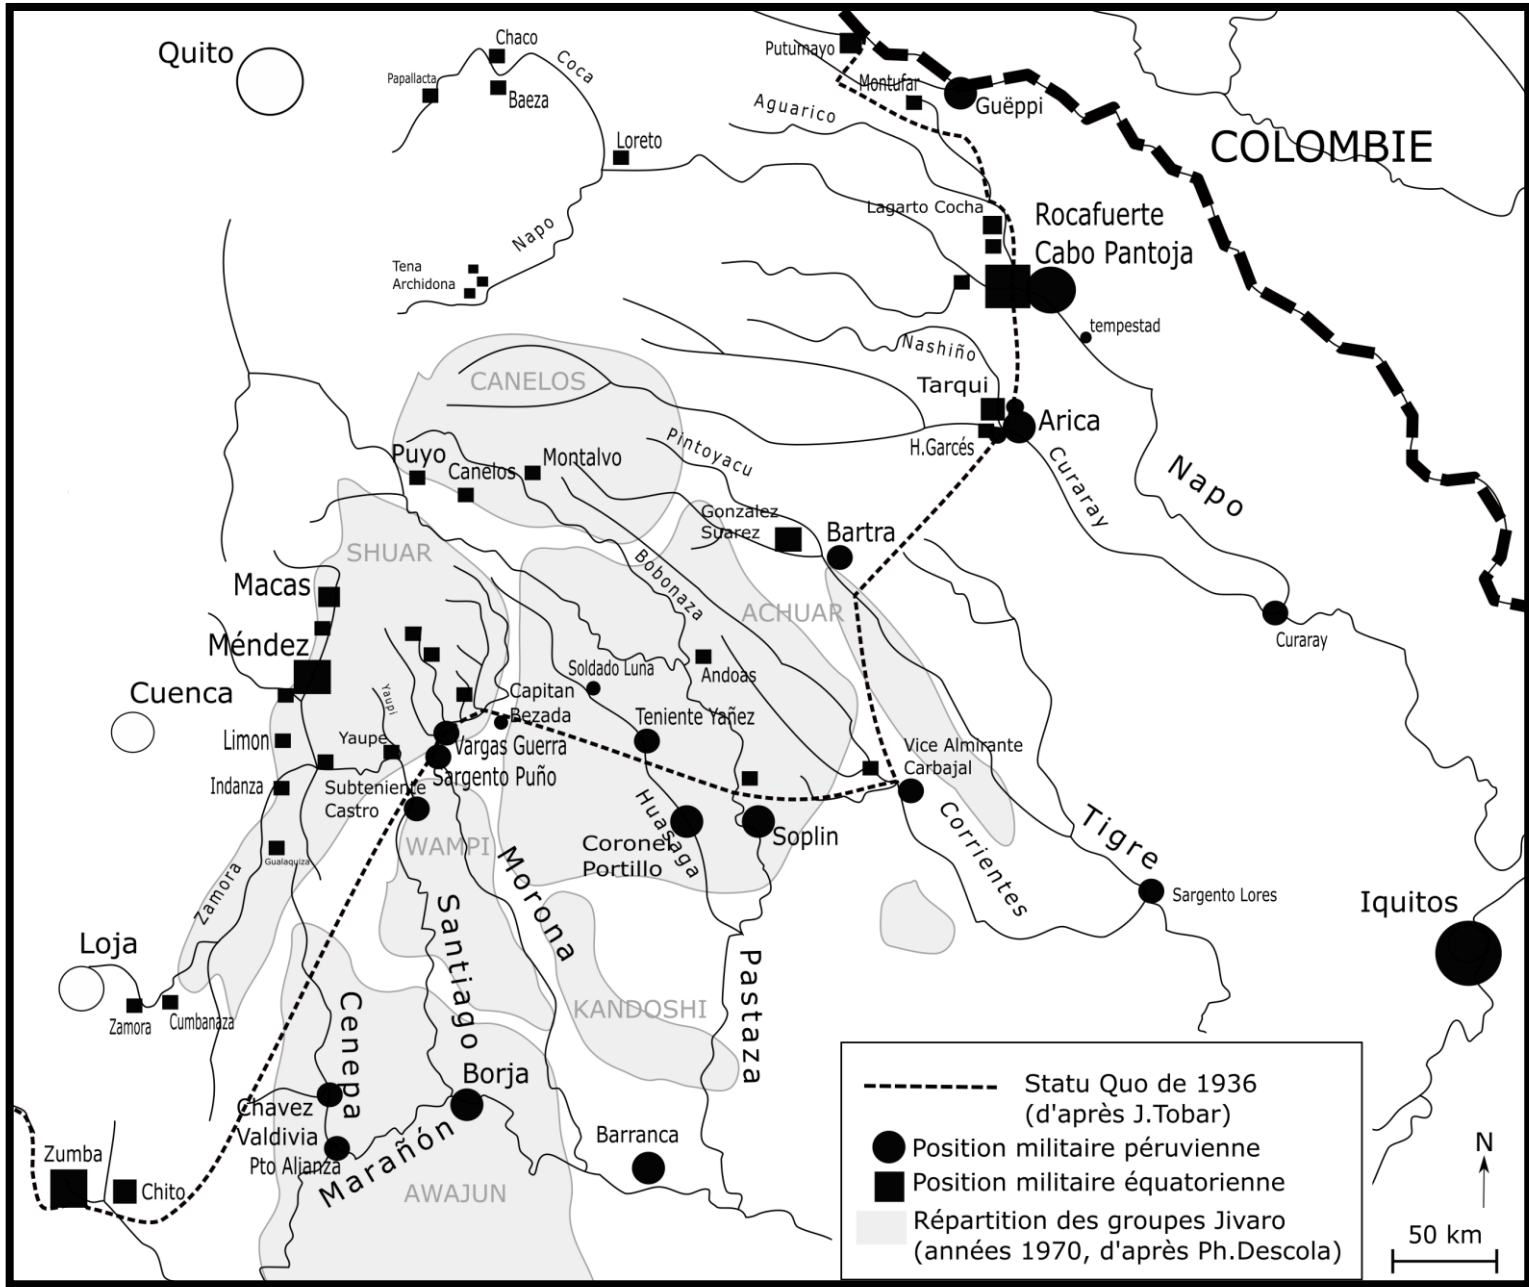 Quito
Chaco
Coca
Papallacta
Baeza
Loreto
Napo
Tena
Archidona
Putumayo
Montufar
Guëppi
Aguarico
COLOMBIE
Lagarto Cocha
Rocafuerte
Cabo Pantoja
tempestad
Nashiño
Tarqui
Arica
H.Garcés
CANELOS
Puyo
Canelos
Montalvo
Pintoyacu
Curaray
Napo
Gonzalez
Suarez
Bartra
SHUAR
Bobonaza
ACHUAR
Macas
Méndez
Cuenca
Curaray
Soldado Luna
Andoas
Yaupi
Capitan
Bezada
Teniente Yañez
Limon
Yaupe
Vargas Guerra
Sargento Puño
Vice Almirante
Carbajal
Indanza
Subteniente
Castro
Huasaga
Coronel
Portillo
Soplin
WAMPI
Gualaquiza
Zamora
Morona
Corrientes
Tigre
Sargento Lores
Iquitos
Loja
Santiago
Pastaza
Zamora
Cumbanaza
Cenepa
KANDOSHI
Borja
Chavez
Valdivia
Pto Alianza
Marañón
Barranca
AWAJUN
Zumba
Chito
Statu Quo de 1936
(d'après J.Tobar)
Position militaire péruvienne
Position militaire équatorienne
Répartition des groupes Jivaro
(années 1970, d'après Ph.Descola)
N
50 km